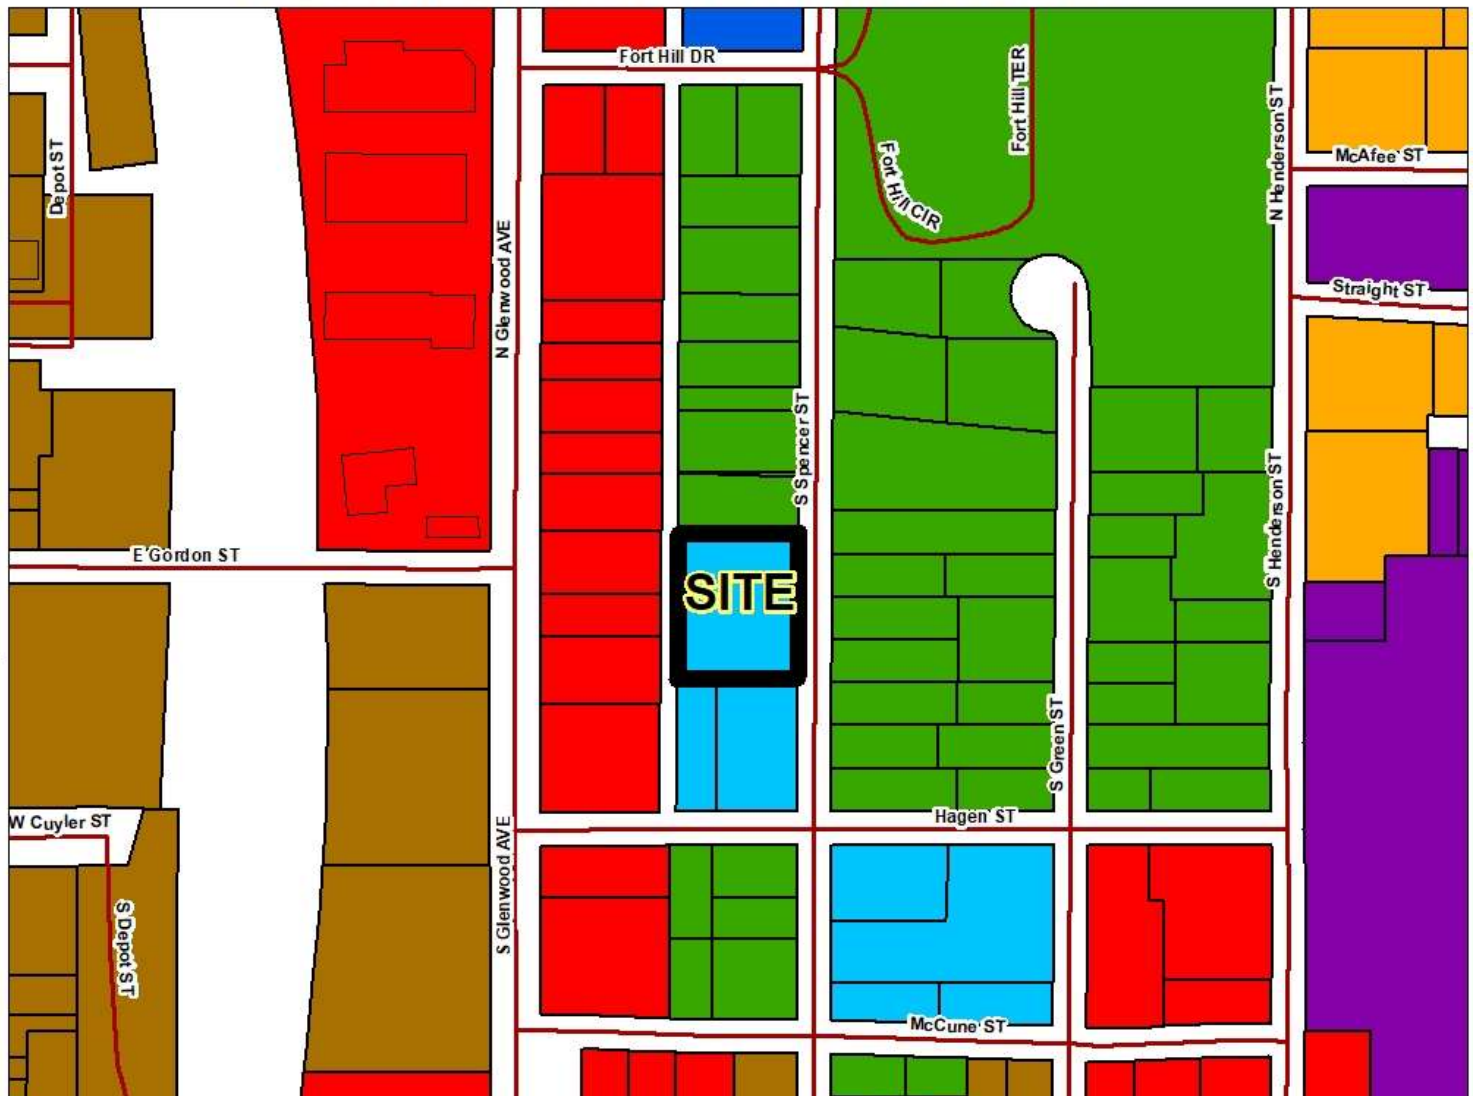 Fort Hill DR
Fort Hill TER
N Henderson ST
McAfee ST
Depot ST
Fort Hill CIR
N Glenwood AVE
Straight ST
S Spencer ST
S Henderson ST
E Gordon ST
SITE
S Green ST
W Cuyler ST
Hagen ST
S Glenwood AVE
S Depot ST
McCune ST